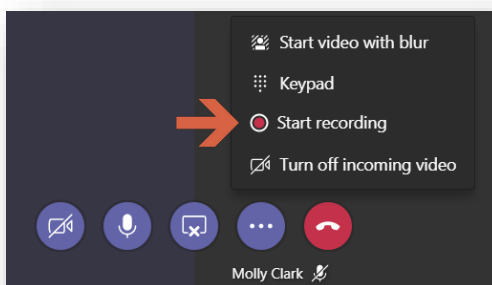 Start video with blur
Keypad
Start recording
Turn off incoming video
Molly Clark